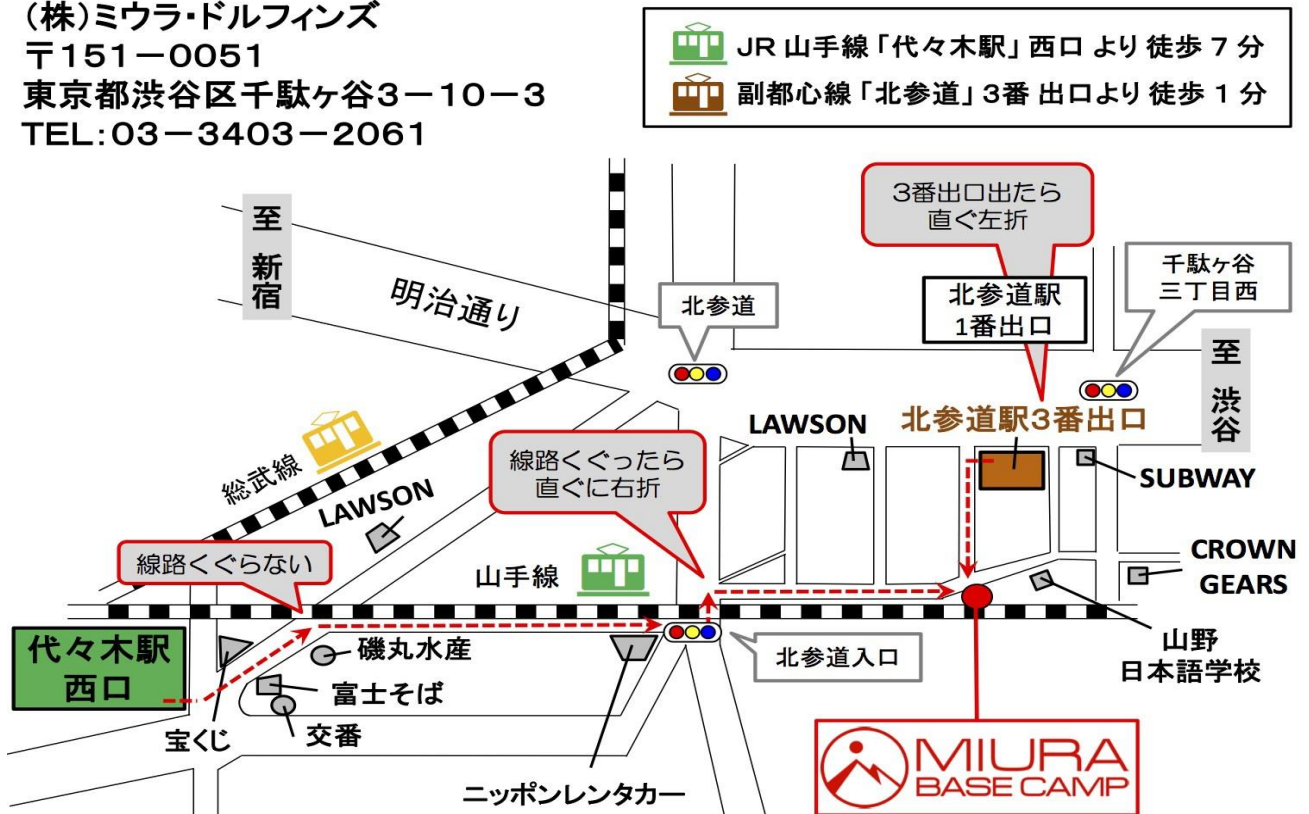 (株)ミウラ・ドルフィンズ
〒151－0051
東京都渋谷区千駄ヶ谷3－10－3
TEL:03－3403－2061
JR 山手線 ｢代々木駅｣ 西口 より 徒歩 7 分
副都心線 ｢北参道｣ 3番 出口より 徒歩 1 分
至
新
宿
明治通り
北参道
3番出口出たら
直ぐ左折
北参道駅
1番出口
千駄ヶ谷
三丁目西
至
渋
谷
総武線
LAWSON
線路くぐったら
直ぐに右折
LAWSON
北参道駅3番出口
SUBWAY
線路くぐらない
山手線
CROWN
GEARS
代々木駅
西口
宝くじ
磯丸水産
富士そば
交番
ニッポンレンタカー
北参道入口
山野
日本語学校
MIURA
BASE CAMP